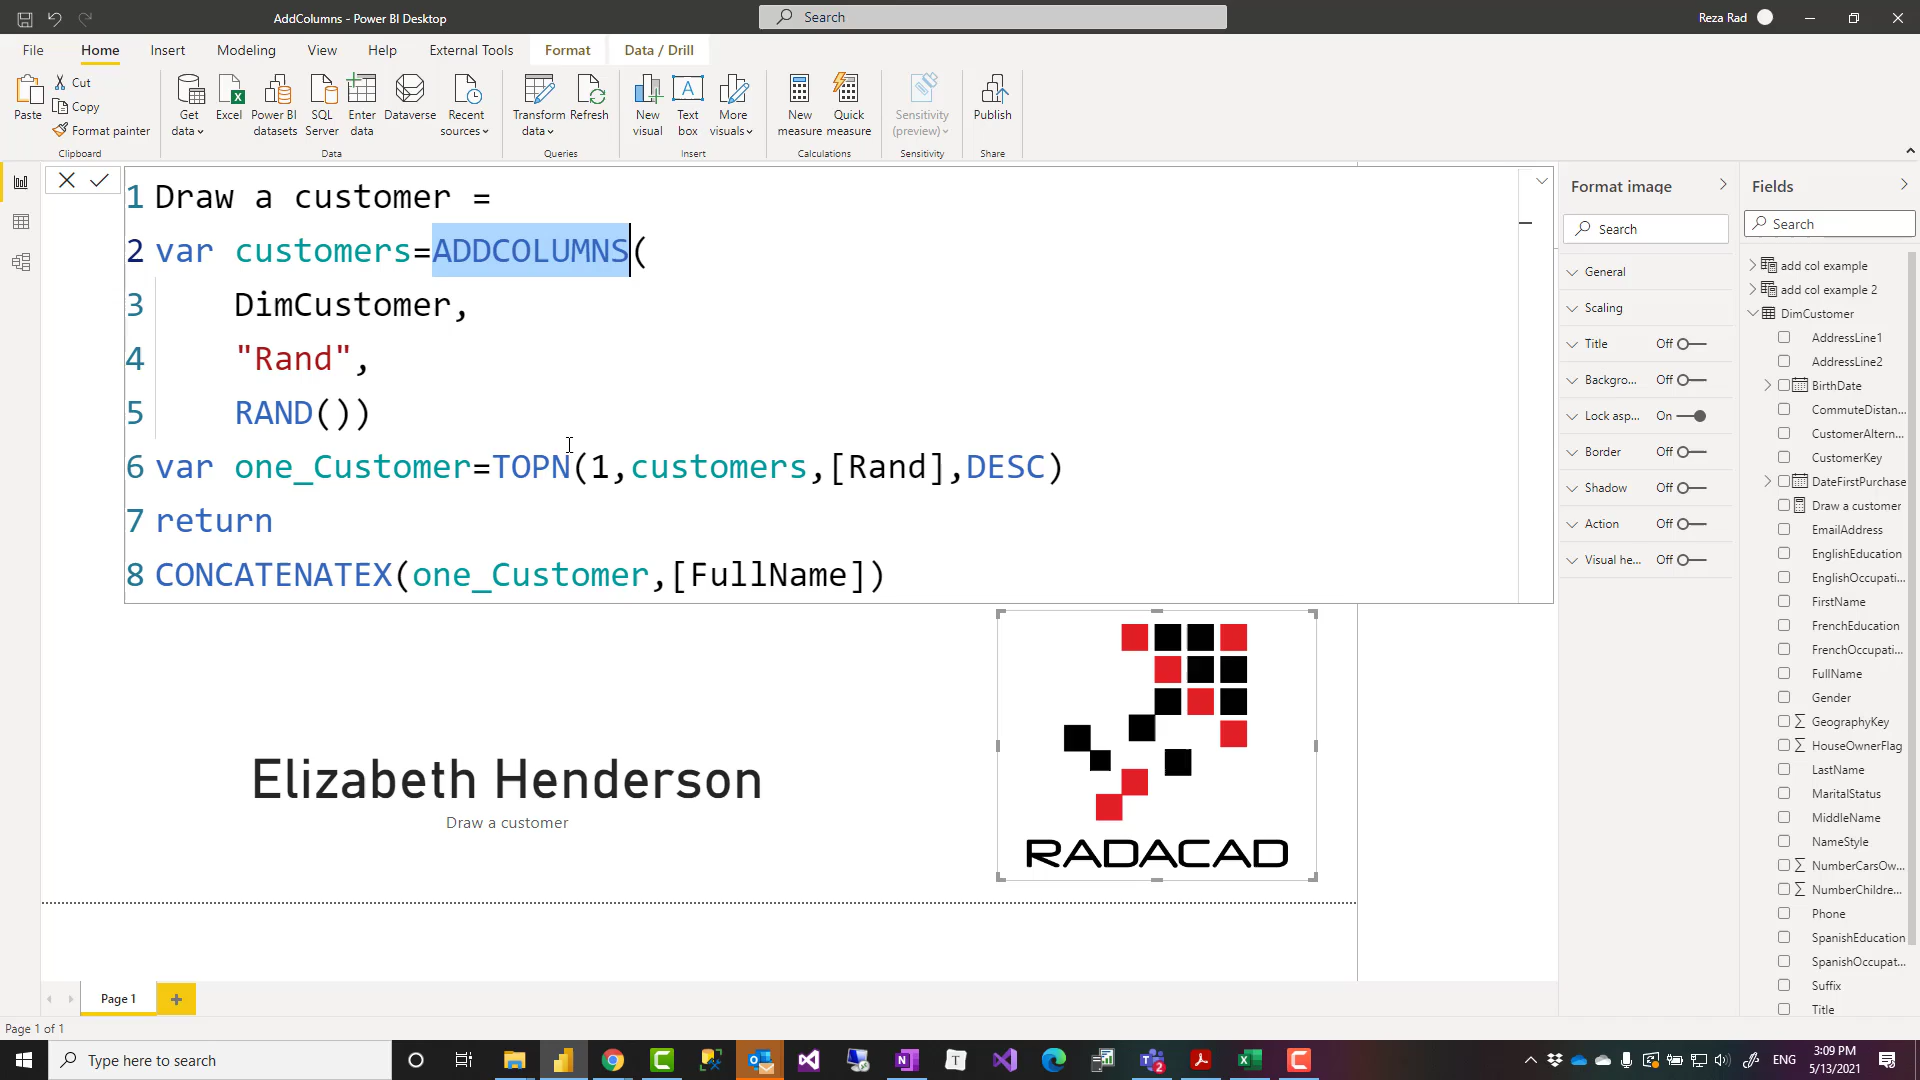 AddColumns - Power BI Desktop
Search
Reza Rad
File
Home
Insert
Modeling
View
Help
External Tools
Format
Data / Drill
Paste
Cut
Copy
Format painter
Clipboard
Get data
Excel
Power BI datasets
SQL Server
Enter data
Dataverse
Recent sources
Data
Transform data
Refresh
Queries
New visual
Text box
More visuals
Insert
New measure
Quick measure
Calculations
Sensitivity (preview)
Sensitivity
Publish
Share
1 Draw a customer =
2 var customers=ADDCOLUMNS(
3 DimCustomer,
4 "Rand",
5 RAND())
6 var one_Customer=TOPN(1,customers,[Rand],DESC)
7 return
8 CONCATENATEX(one_Customer,[FullName])
Elizabeth Henderson
Draw a customer
RADACAD
Format image
Search
General
Scaling
Title Off
Backgro... Off
Lock asp... On
Border Off
Shadow Off
Action Off
Visual he... Off
Fields
Search
add col example
add col example 2
DimCustomer
AddressLine1
AddressLine2
BirthDate
CommuteDistan...
CustomerAltern...
CustomerKey
DateFirstPurchase
Draw a customer
EmailAddress
EnglishEducation
EnglishOccupati...
FirstName
FrenchEducation
FrenchOccupati...
FullName
Gender
GeographyKey
HouseOwnerFlag
LastName
MaritalStatus
MiddleName
NameStyle
NumberCarsOw...
NumberChildre...
Phone
SpanishEducation
SpanishOccupat...
Suffix
Title
Page 1
Page 1 of 1
Type here to search
ENG
3:09 PM
5/13/2021